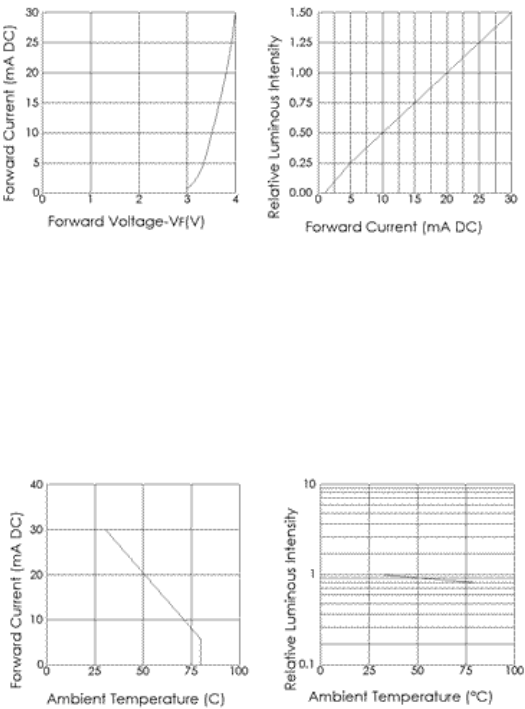 Forward Current (mA DC)
30
25
20
15
10
5
0
0 1 2 3 4
Forward Voltage-VF(V)
Relative Luminous Intensity
1.50
1.25
1.00
0.75
0.50
0.25
0.00
0 5 10 15 20 25 30
Forward Current (mA DC)
Forward Current (mA DC)
40
30
20
10
0
0 25 50 75 100
Ambient Temperature (C)
Relative Luminous Intensity
10
1
0.1
0 25 50 75 100
Ambient Temperature (°C)